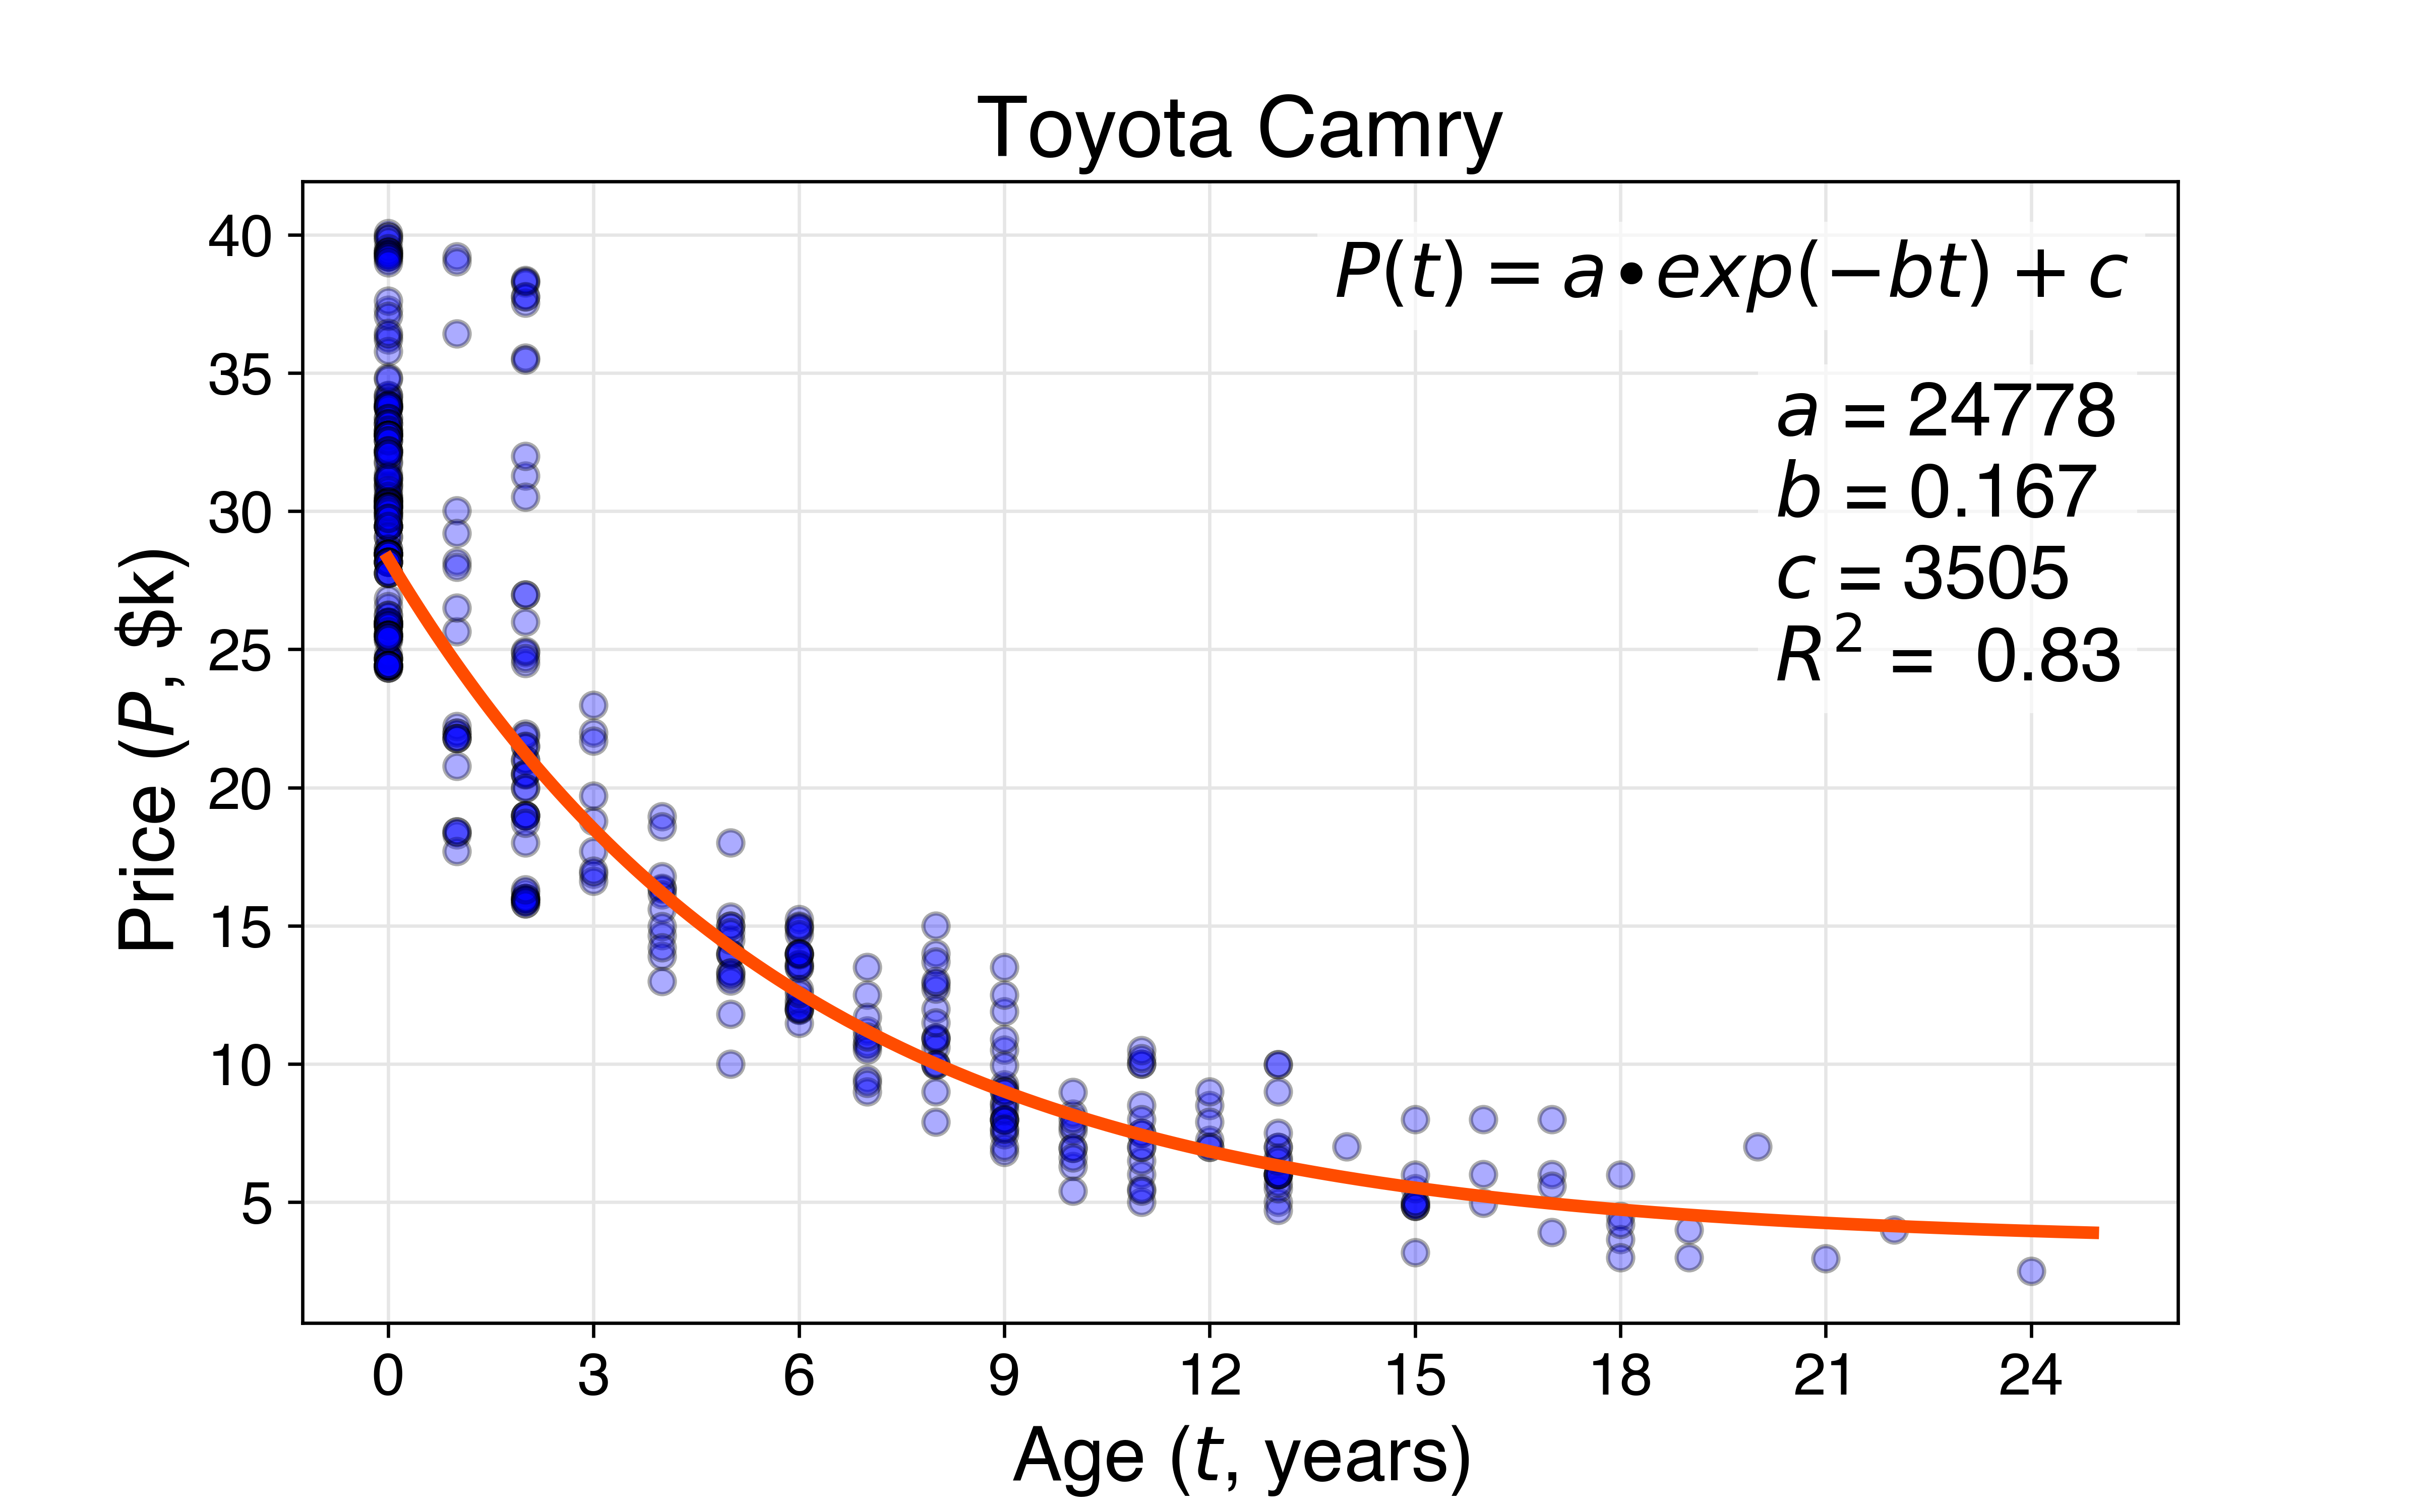 Toyota Camry
P(t) = a•exp(−bt) + c
a = 24778
b = 0.167
c = 3505
R² = 0.83
Price (P, $k)
40
35
30
25
20
15
10
5
0 3 6 9 12 15 18 21 24
Age (t, years)